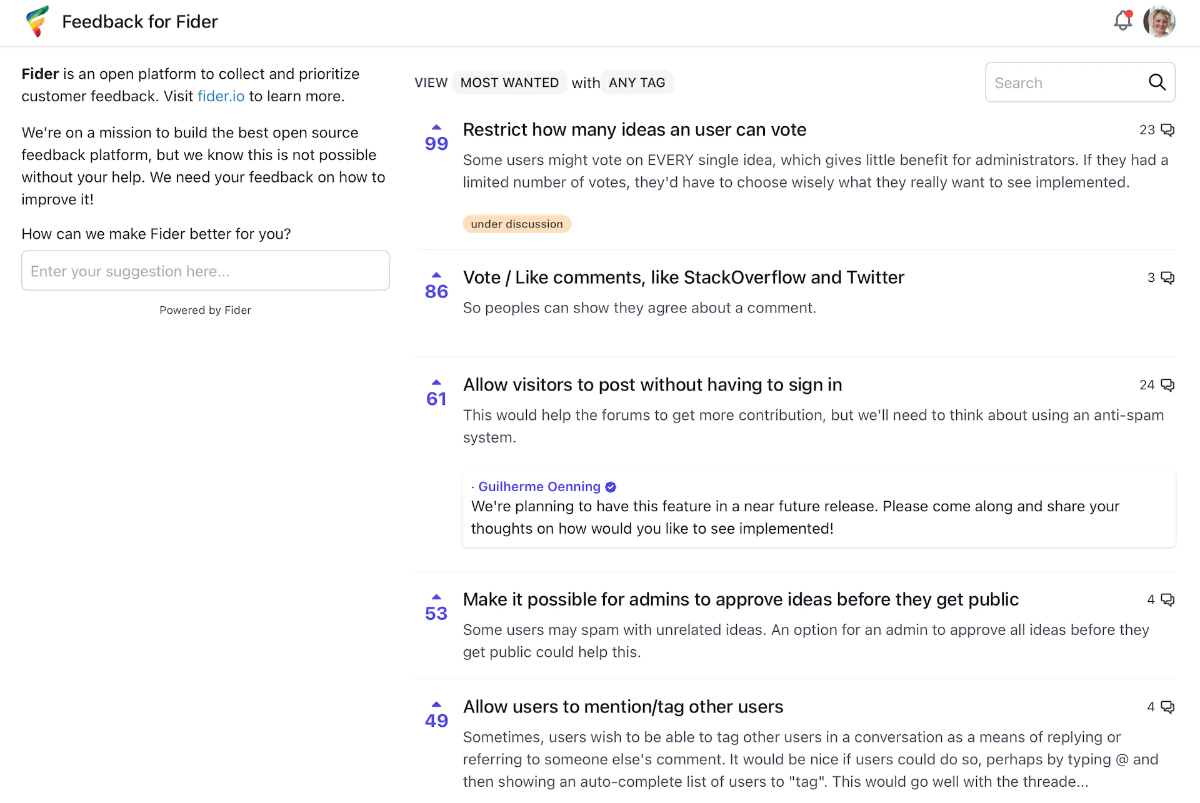 Feedback for Fider
Fider is an open platform to collect and prioritize
customer feedback. Visit fider.io to learn more.
We're on a mission to build the best open source
feedback platform, but we know this is not possible
without your help. We need your feedback on how to
improve it!
How can we make Fider better for you?
Enter your suggestion here...
Powered by Fider
VIEW MOST WANTED with ANY TAG
Search
99
Restrict how many ideas an user can vote
23
Some users might vote on EVERY single idea, which gives little benefit for administrators. If they had a
limited number of votes, they'd have to choose wisely what they really want to see implemented.
under discussion
86
Vote / Like comments, like StackOverflow and Twitter
3
So peoples can show they agree about a comment.
61
Allow visitors to post without having to sign in
24
This would help the forums to get more contribution, but we'll need to think about using an anti-spam
system.
· Guilherme Oenning
We're planning to have this feature in a near future release. Please come along and share your
thoughts on how would you like to see implemented!
53
Make it possible for admins to approve ideas before they get public
4
Some users may spam with unrelated ideas. An option for an admin to approve all ideas before they
get public could help this.
49
Allow users to mention/tag other users
4
Sometimes, users wish to be able to tag other users in a conversation as a means of replying or
referring to someone else's comment. It would be nice if users could do so, perhaps by typing @ and
then showing an auto-complete list of users to "tag". This would go well with the threade...